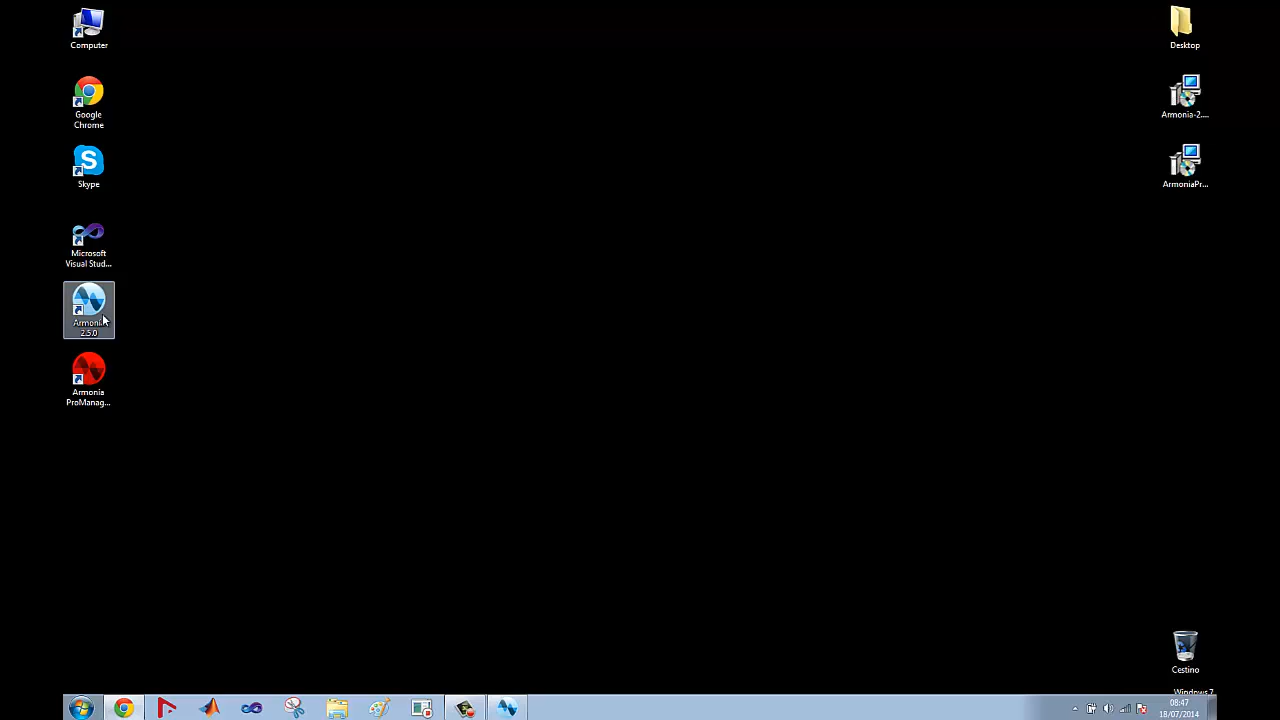 Computer
Google
Chrome
Skype
Microsoft
Visual Stud...
Armonia
2.5.0
Armonia
ProManag...
Desktop
Armonia-2....
ArmoniaPr...
Cestino
Windows 7
08:47
18/07/2014